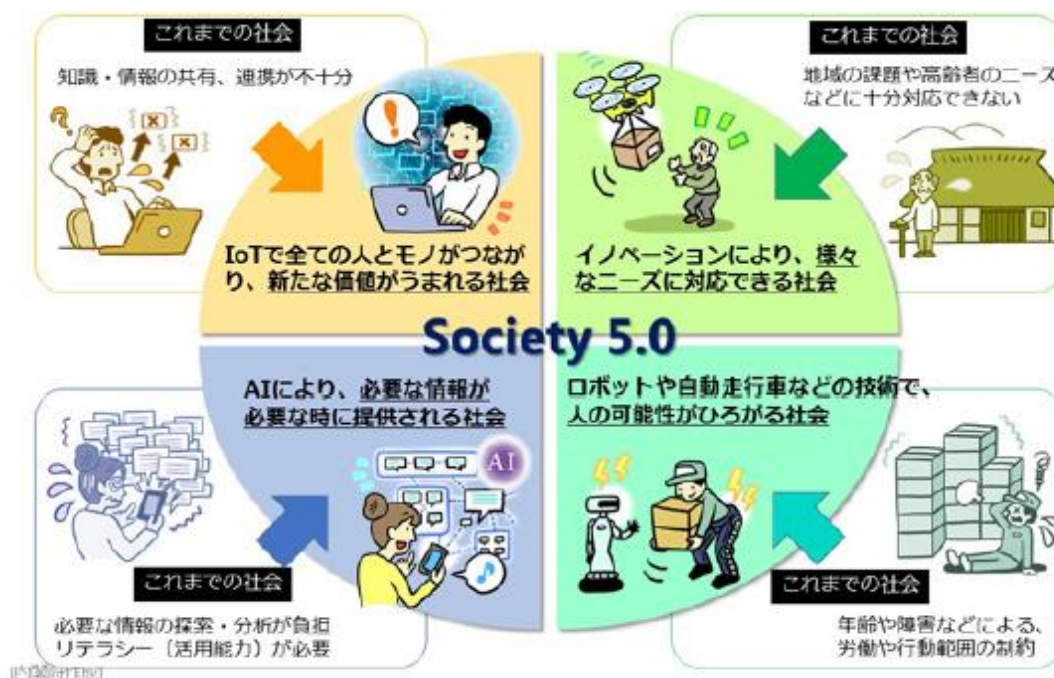 これまでの社会
知識・情報の共有、連携が不十分
IoTで全ての人とモノがつなが
り、新たな価値がうまれる社会
これまでの社会
地域の課題や高齢者のニーズ
などに十分対応できない
イノベーションにより、様々
なニーズに対応できる社会
Society 5.0
AIにより、必要な情報が
必要な時に提供される社会
AI
これまでの社会
必要な情報の探索・分析が負担
リテラシー（活用能力）が必要
ロボットや自動走行車などの技術で、
人の可能性がひろがる社会
これまでの社会
年齢や障害などによる、
労働や行動範囲の制約